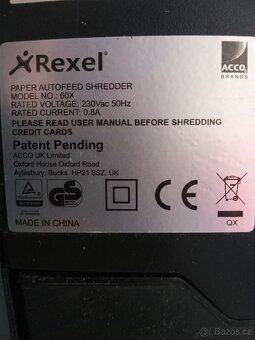 Rexel®
ACCO
BRANDS
PAPER AUTOFEED SHREDDER
MODEL NO.: 60X
RATED VOLTAGE: 230Vac 50Hz
RATED CURRENT: 0.8A
PLEASE READ USER MANUAL BEFORE SHREDDING
CREDIT CARDS
Patent Pending
ACCO UK Limited
Oxford House Oxford Road
Aylesbury, Bucks HP21 8SZ, UK
GS
MADE IN CHINA
QX
Sbazos.cz